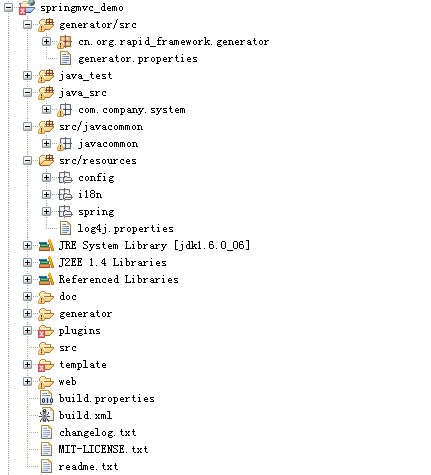 springmvc_demo
generator/src
cn.org.rapid_framework.generator
generator.properties
java_test
java_src
com.company.system
src/javacommon
javacommon
src/resources
config
i18n
spring
log4j.properties
JRE System Library [jdk1.6.0_06]
J2EE 1.4 Libraries
Referenced Libraries
doc
generator
plugins
src
template
web
build.properties
build.xml
changelog.txt
MIT-LICENSE.txt
readme.txt